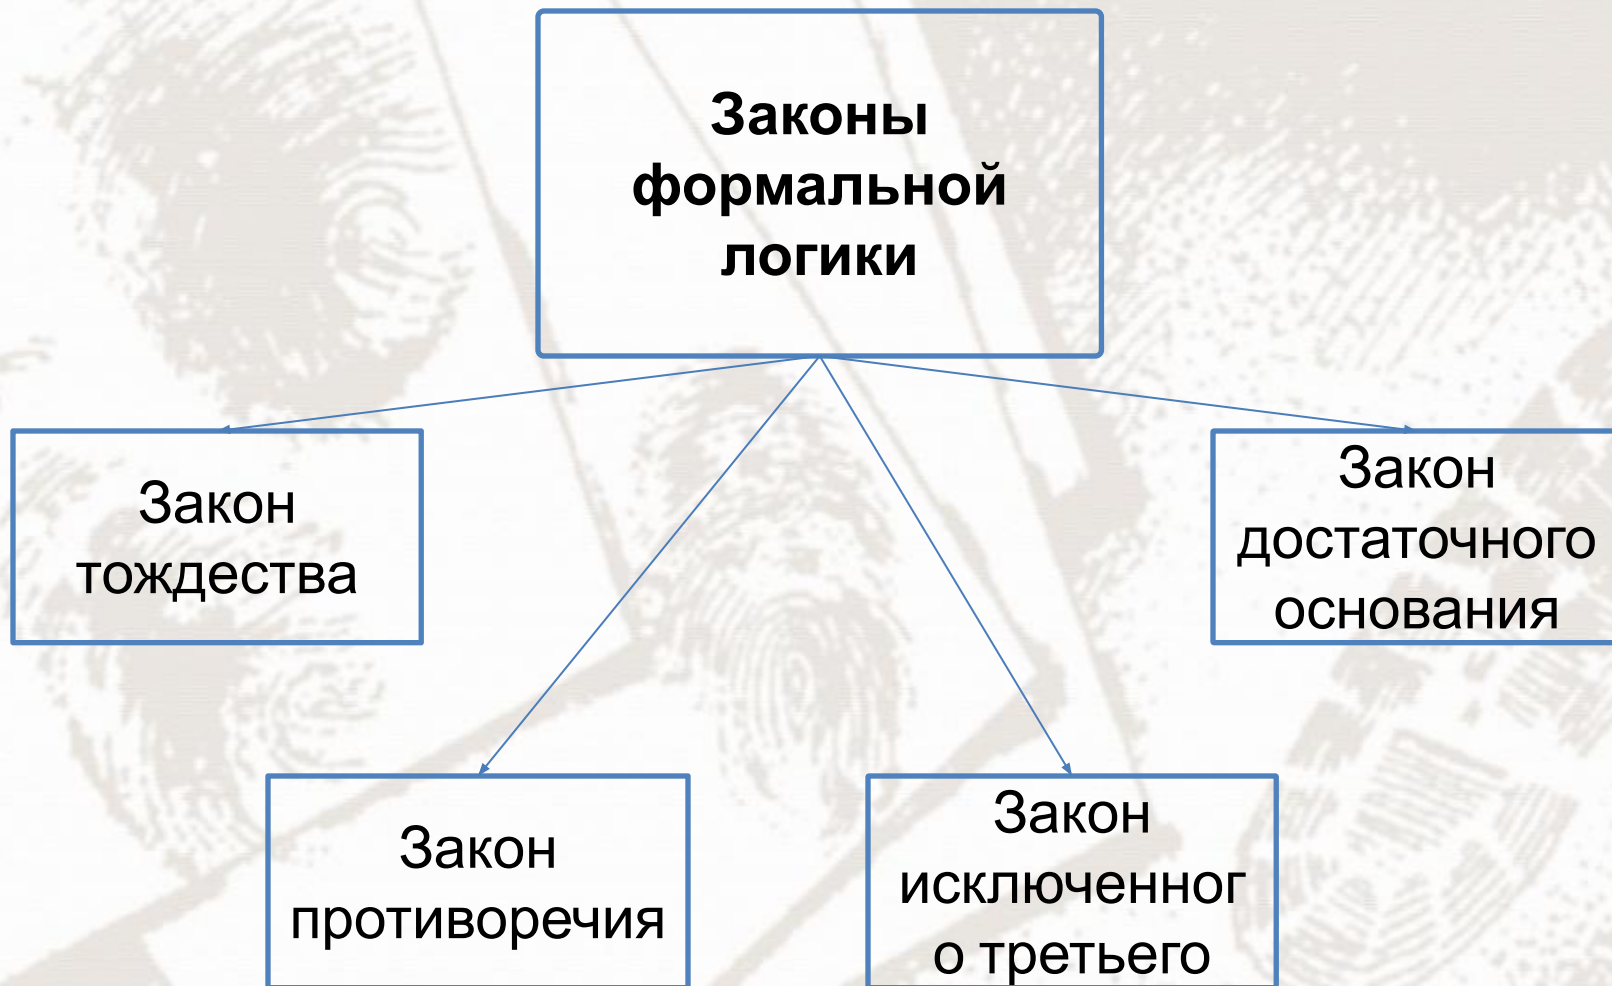 Законы
формальной
логики
Закон
тождества
Закон
достаточного
основания
Закон
противоречия
Закон
исключенног
о третьего